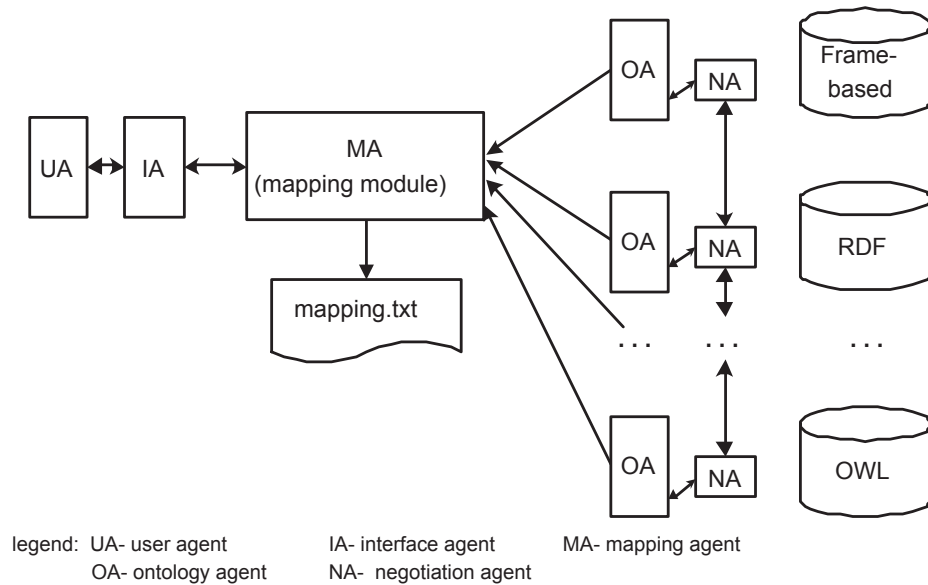 OA
NA
Frame-
based
UA
IA
MA
(mapping module)
OA
NA
RDF
mapping.txt
...
...
...
OA
NA
OWL
legend: UA- user agent IA- interface agent MA- mapping agent
OA- ontology agent NA- negotiation agent